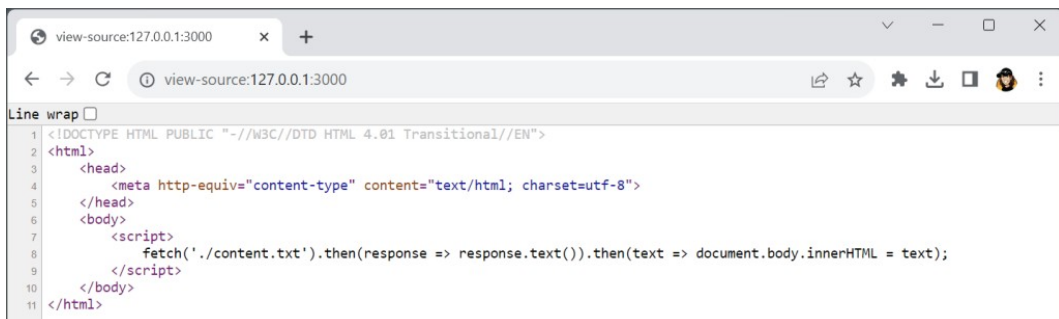 view-source:127.0.0.1:3000
view-source:127.0.0.1:3000
Line wrap
1 <!DOCTYPE HTML PUBLIC "-//W3C//DTD HTML 4.01 Transitional//EN">
2 <html>
3 <head>
4 <meta http-equiv="content-type" content="text/html; charset=utf-8">
5 </head>
6 <body>
7 <script>
8 fetch('./content.txt').then(response => response.text()).then(text => document.body.innerHTML = text);
9 </script>
10 </body>
11 </html>